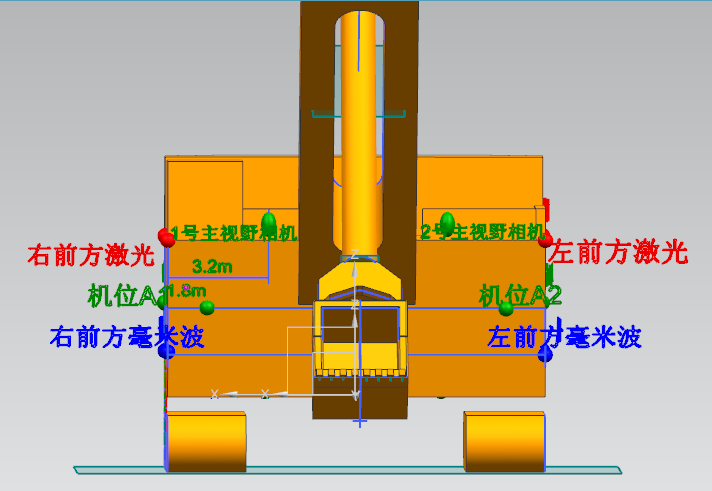 1号主视野相机
2号主视野相机
右前方激光
左前方激光
3.2m
机位A1
1.8m
机位A2
右前方毫米波
左前方毫米波
Z
X
X
Y